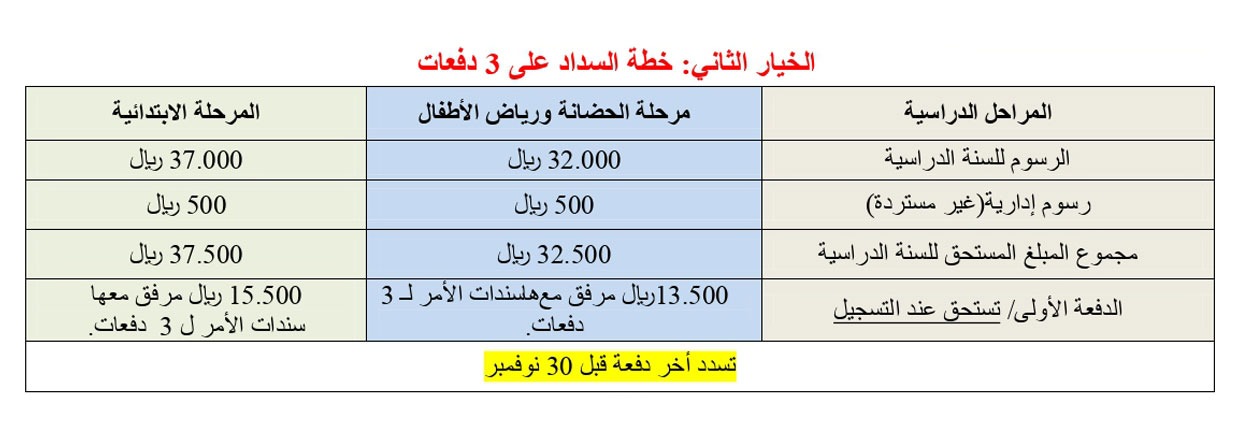 الخيار الثاني: خطة السداد على 3 دفعات
المراحل الدراسية
مرحلة الحضانة ورياض الأطفال
المرحلة الابتدائية
الرسوم للسنة الدراسية
32.000 ريال
37.000 ريال
رسوم إدارية(غير مستردة)
500 ريال
500 ريال
مجموع المبلغ المستحق للسنة الدراسية
32.500 ريال
37.500 ريال
الدفعة الأولى/ تستحق عند التسجيل
13.500ريال مرفق معهاسندات الأمر لـ 3
دفعات.
15.500 ريال مرفق معها
سندات الأمر ل 3 دفعات.
تسدد أخر دفعة قبل 30 نوفمبر